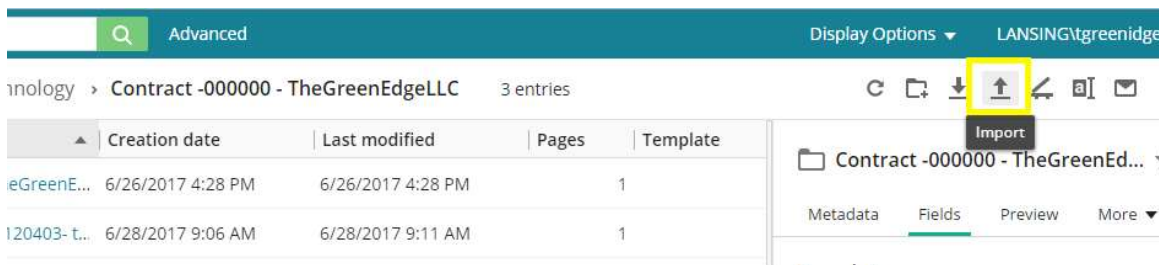 Advanced Display Options LANSING\tgreenidge
nnology > Contract -000000 - TheGreenEdgeLLC 3 entries
Import
Creation date Last modified Pages Template
Contract -000000 - TheGreenEd...
eGreenE... 6/26/2017 4:28 PM 6/26/2017 4:28 PM 1
Metadata Fields Preview More
120403- t... 6/28/2017 9:06 AM 6/28/2017 9:11 AM 1